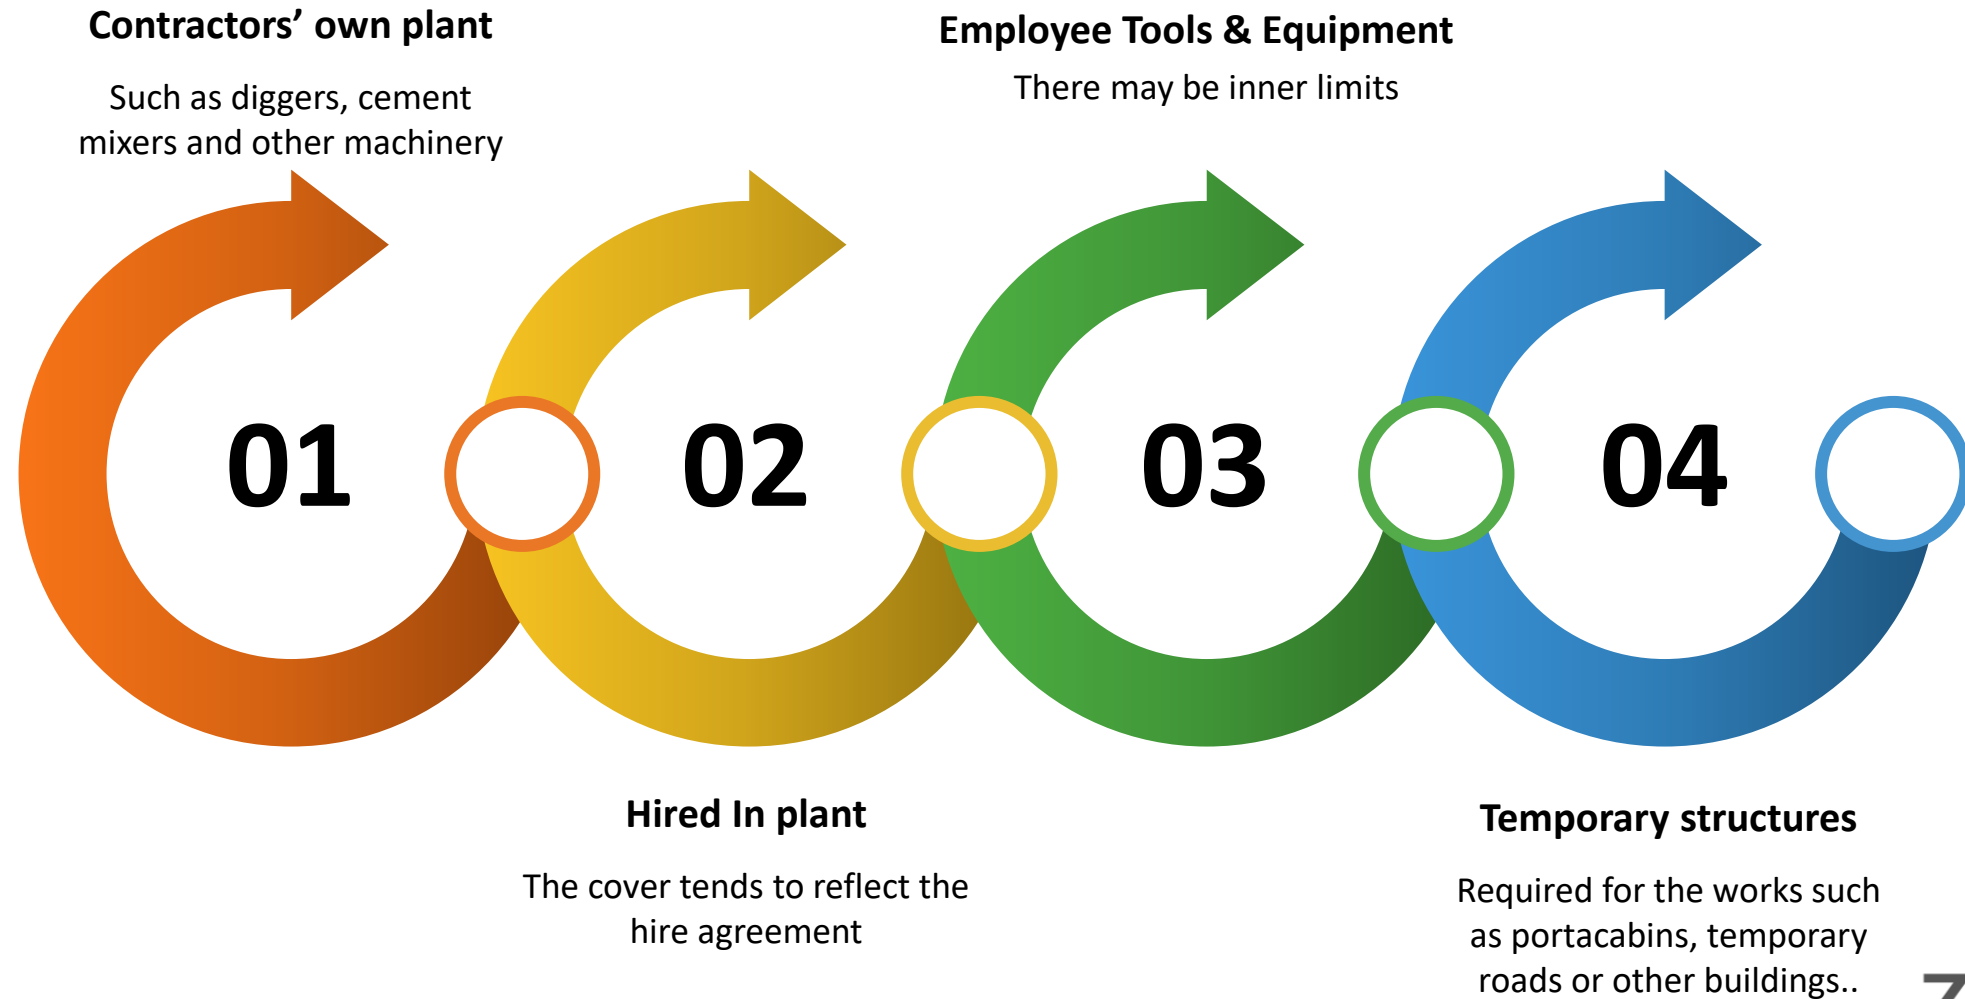 Contractors’ own plant
Such as diggers, cement
mixers and other machinery
Employee Tools & Equipment
There may be inner limits
01
02
03
04
Hired In plant
The cover tends to reflect the
hire agreement
Temporary structures
Required for the works such
as portacabins, temporary
roads or other buildings..